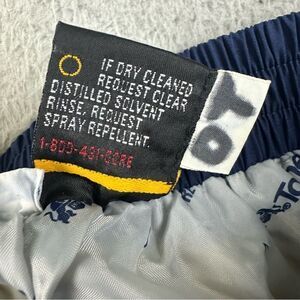 IF DRY CLEANED
REQUEST CLEAR
DISTILLED SOLVENT
RINSE. REQUEST
SPRAY REPELLENT.
1-800-431-CORE